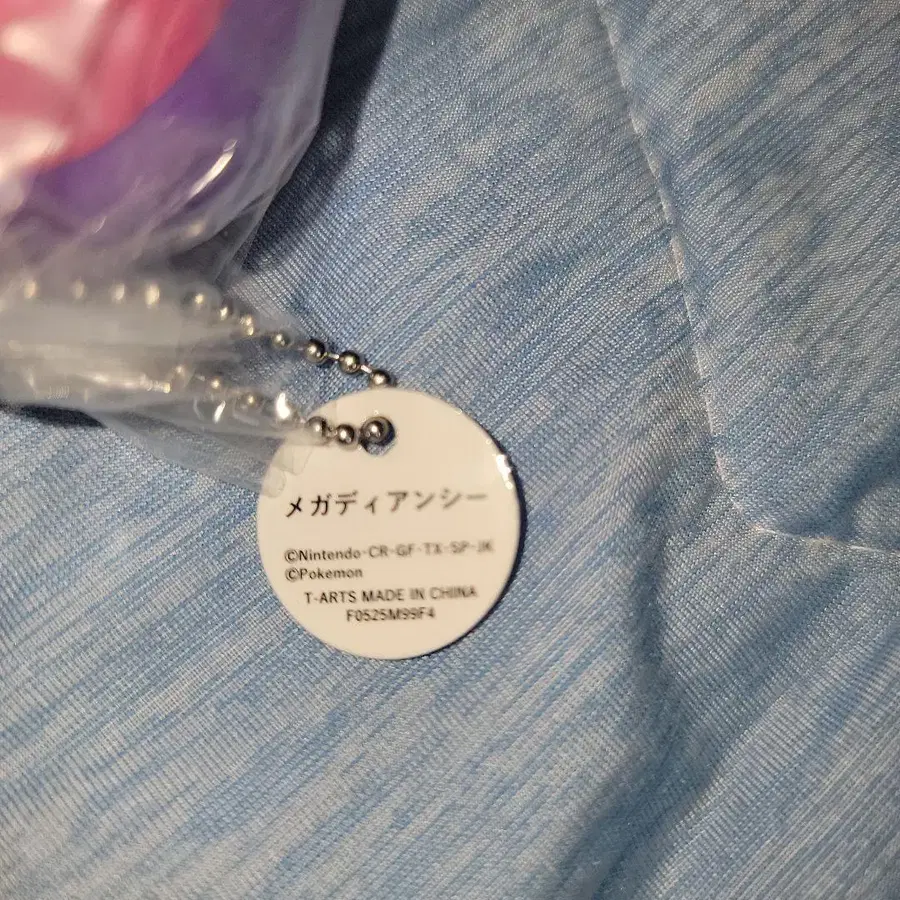 メガディアンシー
©Nintendo·CR·GF·TX·SP·JK
©Pokemon
T-ARTS MADE IN CHINA
F0525M99F4